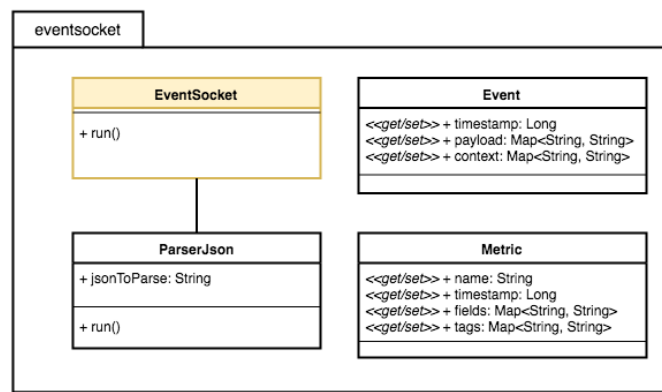 eventsocket
EventSocket
+ run()
Event
<<get/set>> + timestamp: Long
<<get/set>> + payload: Map<String, String>
<<get/set>> + context: Map<String, String>
ParserJson
+ jsonToParse: String
+ run()
Metric
<<get/set>> + name: String
<<get/set>> + timestamp: Long
<<get/set>> + fields: Map<String, String>
<<get/set>> + tags: Map<String, String>